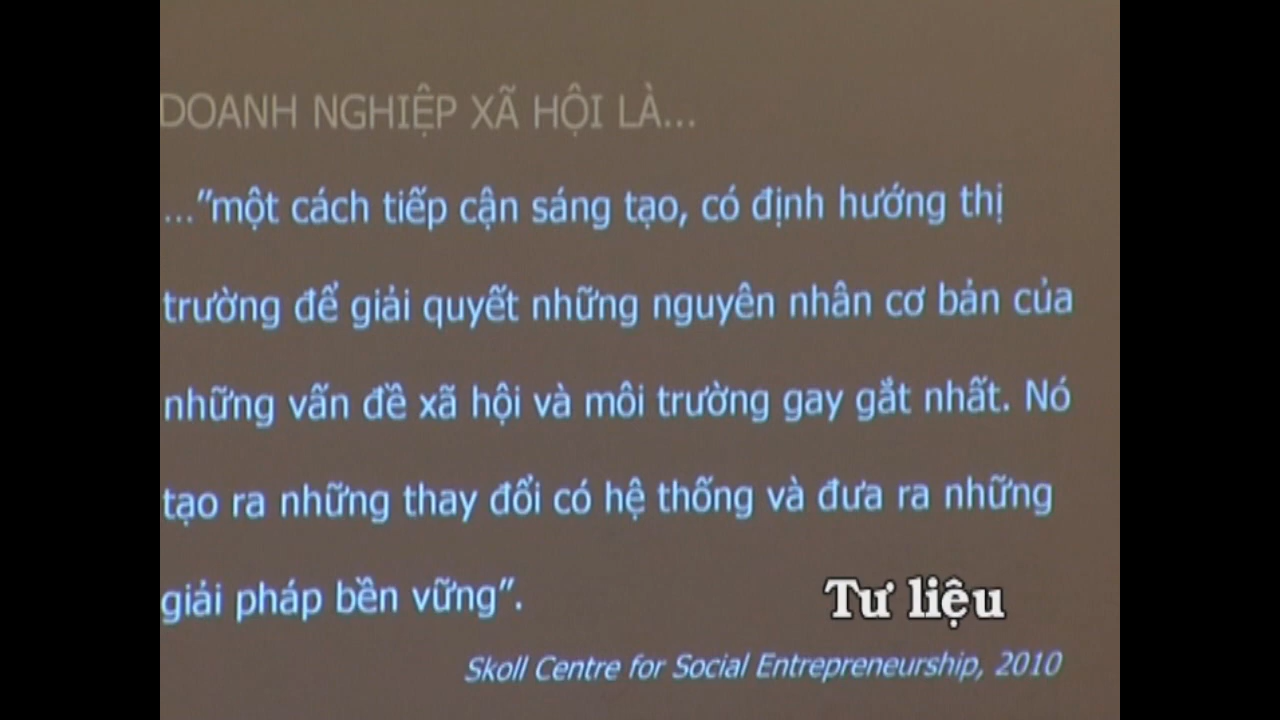 DOANH NGHIỆP XÃ HỘI LÀ...
..."một cách tiếp cận sáng tạo, có định hướng thị
trường để giải quyết những nguyên nhân cơ bản của
những vấn đề xã hội và môi trường gay gắt nhất. Nó
tạo ra những thay đổi có hệ thống và đưa ra những
giải pháp bền vững".
Tư liệu
Skoll Centre for Social Entrepreneurship, 2010